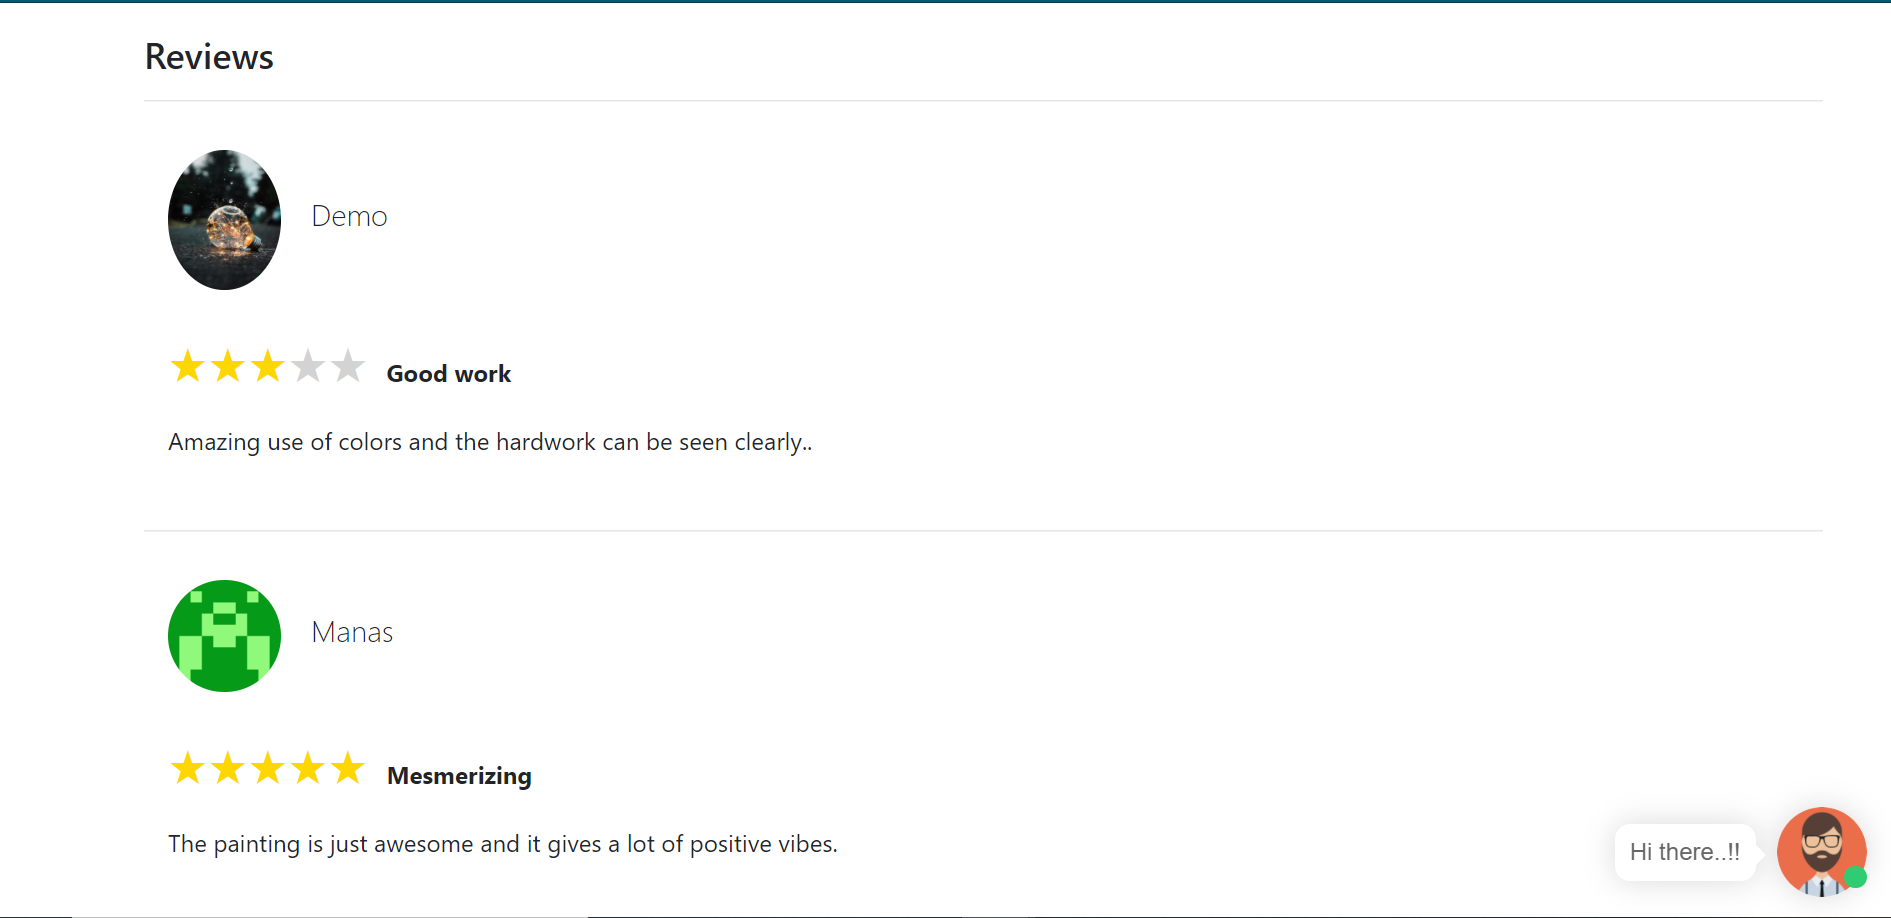 Reviews
Demo
Good work
Amazing use of colors and the hardwork can be seen clearly..
Manas
Mesmerizing
The painting is just awesome and it gives a lot of positive vibes.
Hi there..!!